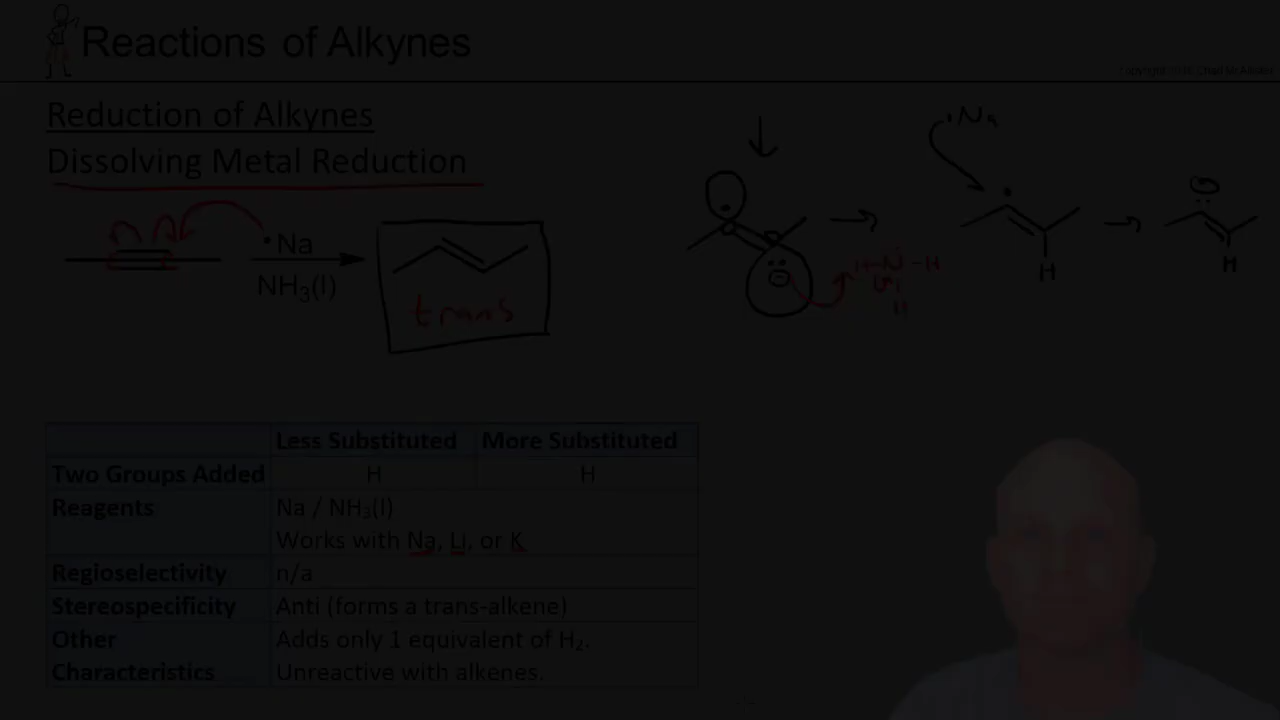 Reactions of Alkynes
Reduction of Alkynes
Dissolving Metal Reduction
•Na
NH₃(l)
trans
Na
H
H
N-H
H
Less Substituted More Substituted
Two Groups Added H H
Reagents Na / NH₃(l)
Works with Na, Li, or K
Regioselectivity n/a
Stereospecificity Anti (forms a trans-alkene)
Other Adds only 1 equivalent of H₂.
Characteristics Unreactive with alkenes.